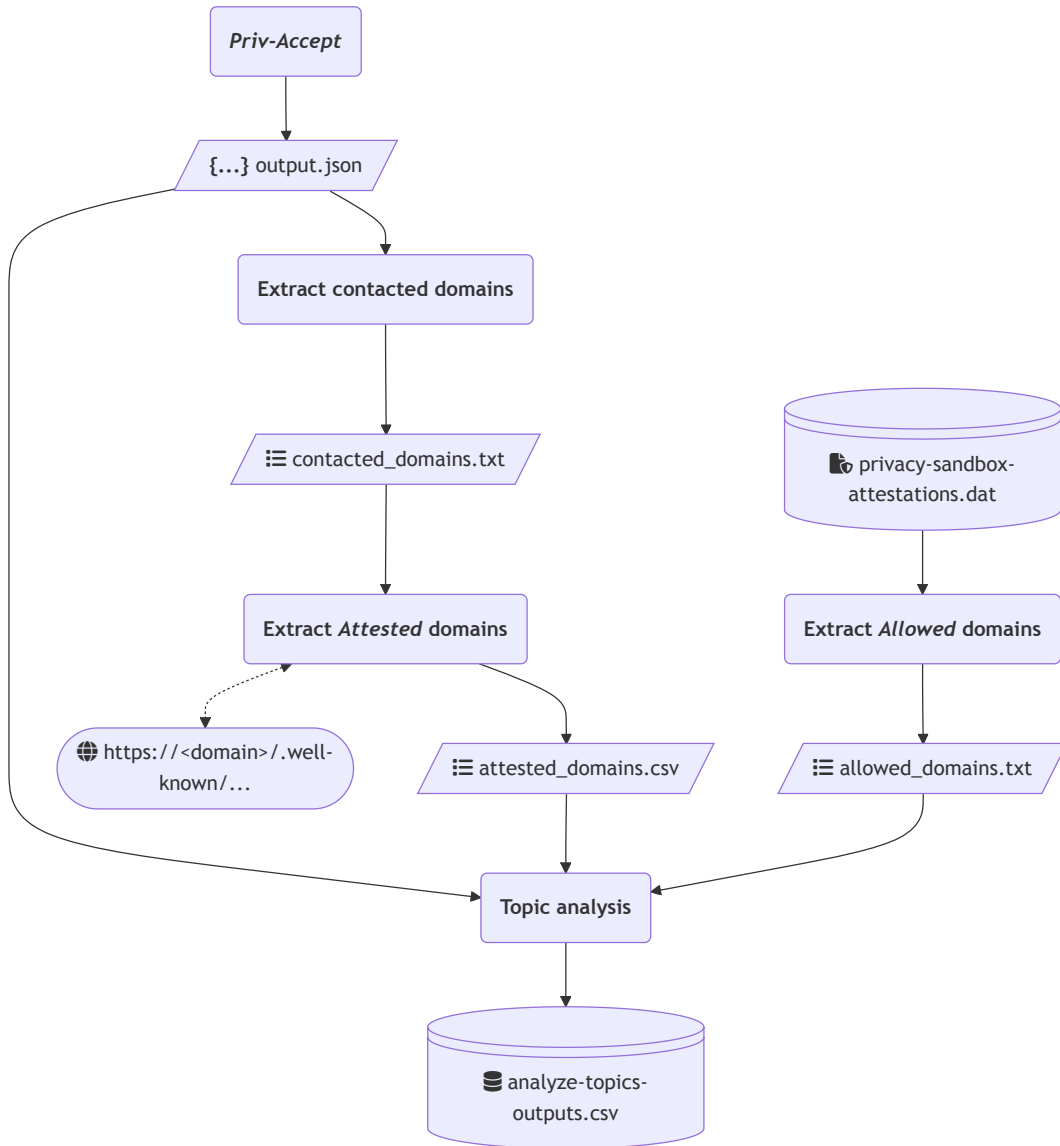 Priv-Accept
{...} output.json
Extract contacted domains
contacted_domains.txt
privacy-sandbox-
attestations.dat
Extract Attested domains
Extract Allowed domains
https://<domain>/.well-
known/...
attested_domains.csv
allowed_domains.txt
Topic analysis
analyze-topics-
outputs.csv